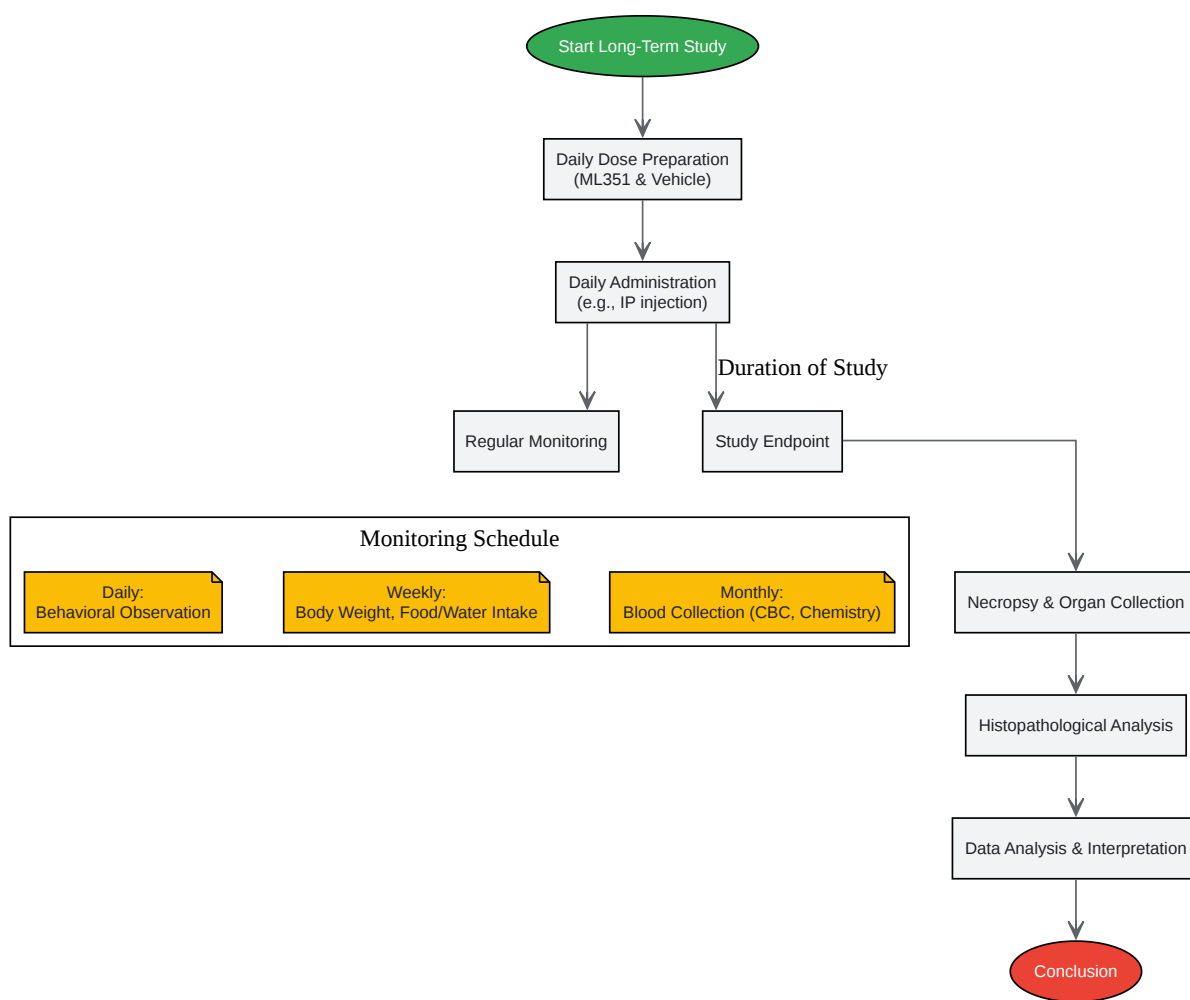 Start Long-Term Study
Daily Dose Preparation
(ML351 & Vehicle)
Daily Administration
(e.g., IP injection)
Duration of Study
Regular Monitoring
Study Endpoint
Monitoring Schedule
Daily:
Behavioral Observation
Weekly:
Body Weight, Food/Water Intake
Monthly:
Blood Collection (CBC, Chemistry)
Necropsy & Organ Collection
Histopathological Analysis
Data Analysis & Interpretation
Conclusion